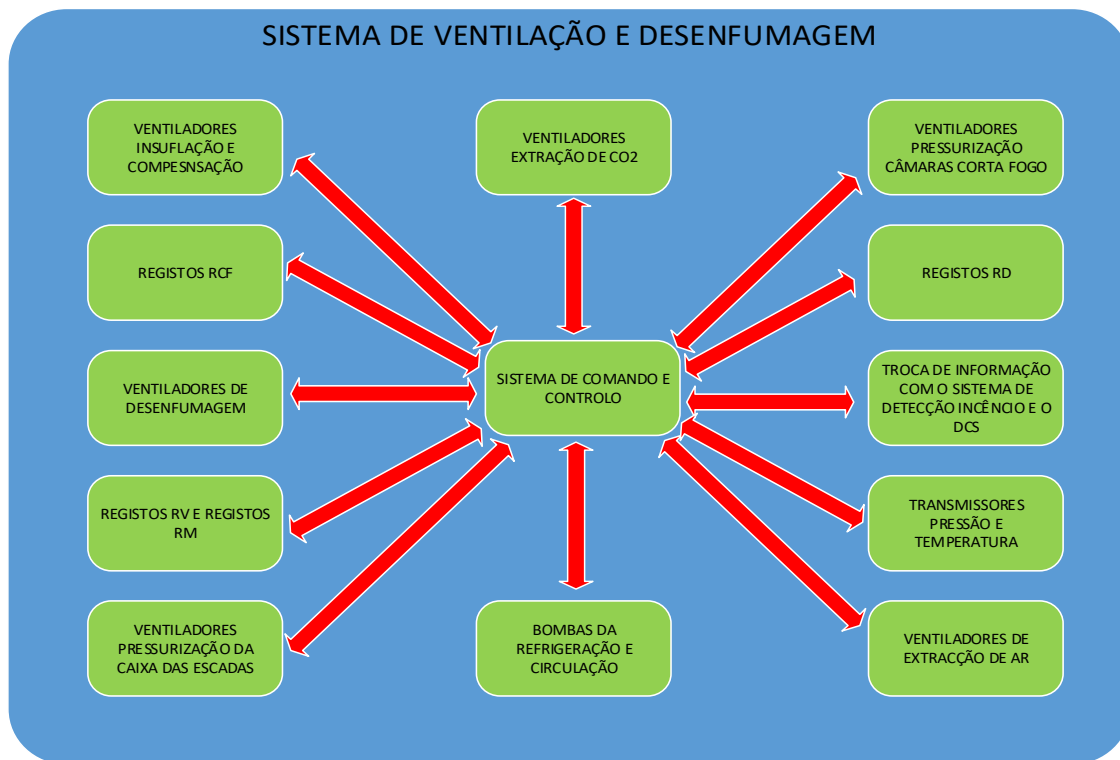 SISTEMA DE VENTILAÇÃO E DESENFUMAGEM
VENTILADORES
INSUFLAÇÃO E
COMPESNSAÇÃO
VENTILADORES
EXTRAÇÃO DE CO2
VENTILADORES
PRESSURIZAÇÃO
CÂMARAS CORTA FOGO
REGISTOS RCF
REGISTOS RD
VENTILADORES DE
DESENFUMAGEM
SISTEMA DE COMANDO E
CONTROLO
TROCA DE INFORMAÇÃO
COM O SISTEMA DE
DETECÇÃO INCÊNCIO E O
DCS
REGISTOS RV E REGISTOS
RM
TRANSMISSORES
PRESSÃO E
TEMPERATURA
VENTILADORES
PRESSURIZAÇÃO DA
CAIXA DAS ESCADAS
BOMBAS DA
REFRIGERAÇÃO E
CIRCULAÇÃO
VENTILADORES DE
EXTRACÇÃO DE AR